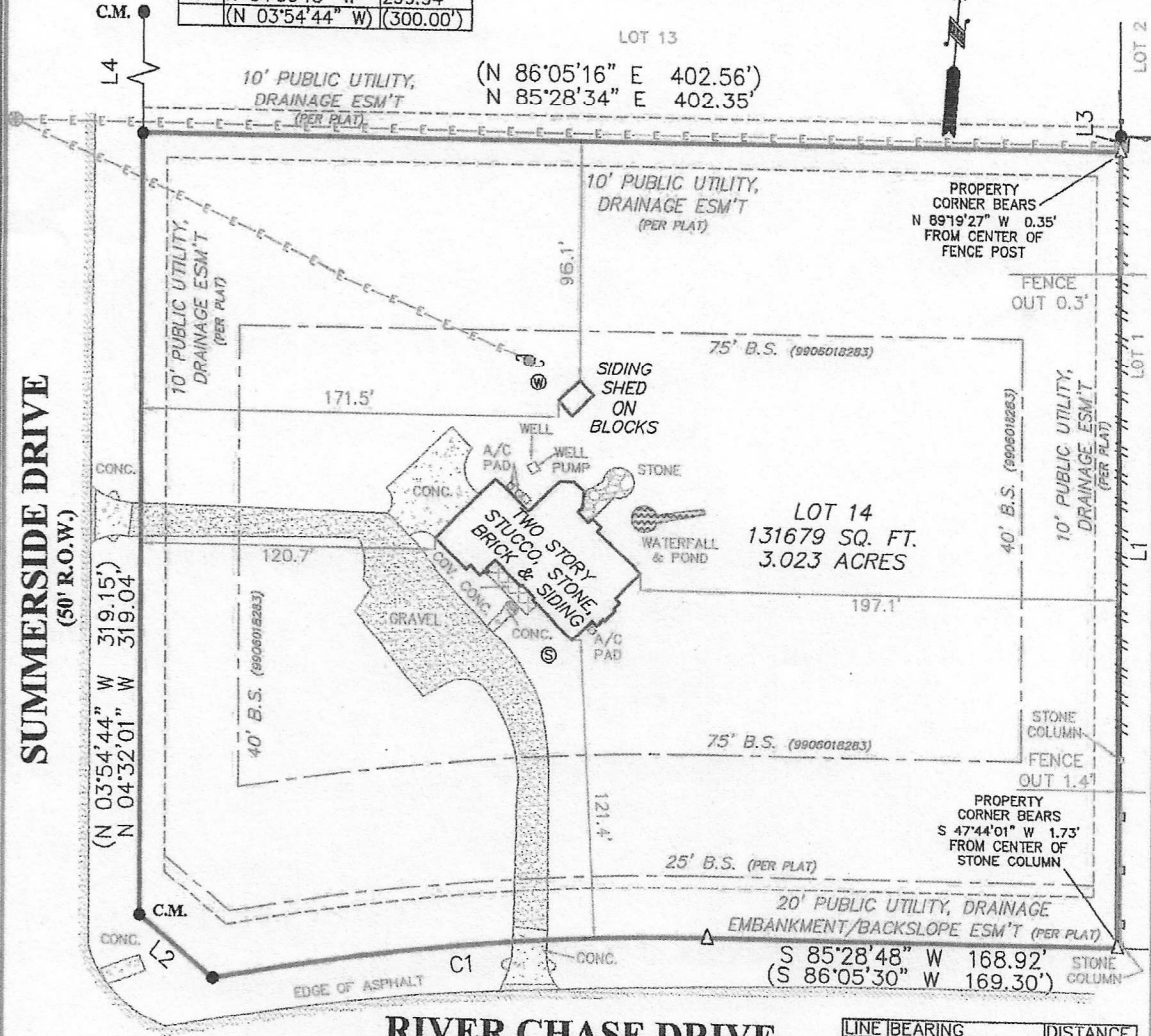 C.M.
(N 03°54'44" W) (300.00')
LOT 13
LOT 2
L4
(N 86°05'16" E 402.56')
N 85°28'34" E 402.35'
10' PUBLIC UTILITY,
DRAINAGE ESM'T
(PER PLAT)
L3
E E E E E E E E E E
10' PUBLIC UTILITY,
DRAINAGE ESM'T
(PER PLAT)
PROPERTY
CORNER BEARS
N 89°19'27" W 0.35'
FROM CENTER OF
FENCE POST
10' PUBLIC UTILITY,
DRAINAGE ESM'T
(PER PLAT)
96.1'
FENCE
OUT 0.3'
LOT 1
75' B.S. (9906018283)
W
SIDING
SHED
ON
BLOCKS
171.5'
WELL
WELL
PUMP
A/C
PAD
STONE
CONC.
CONC.
40' B.S. (9906018283)
10' PUBLIC UTILITY,
DRAINAGE ESM'T
(PER PLAT)
SUMMERSIDE DRIVE
(50' R.O.W.)
TWO STORY
STUCCO, STONE,
BRICK & SIDING
LOT 14
131679 SQ. FT.
3.023 ACRES
WATERFALL
& POND
L1
120.7'
COV. CONC.
197.1'
GRAVEL
CONC.
A/C
PAD
S
(N 03°54'44" W 319.15')
N 04°32'01" W 319.04'
40' B.S. (9906018283)
STONE
COLUMN
75' B.S. (9906018283)
FENCE
OUT 1.4'
121.4'
PROPERTY
CORNER BEARS
S 47°44'01" W 1.73'
FROM CENTER OF
STONE COLUMN
25' B.S. (PER PLAT)
20' PUBLIC UTILITY, DRAINAGE
EMBANKMENT/BACKSLOPE ESM'T (PER PLAT)
C.M.
CONC.
L2
C1
CONC.
S 85°28'48" W 168.92'
(S 86°05'30" W 169.30')
STONE
COLUMN
EDGE OF ASPHALT
RIVER CHASE DRIVE
LINE BEARING DISTANCE